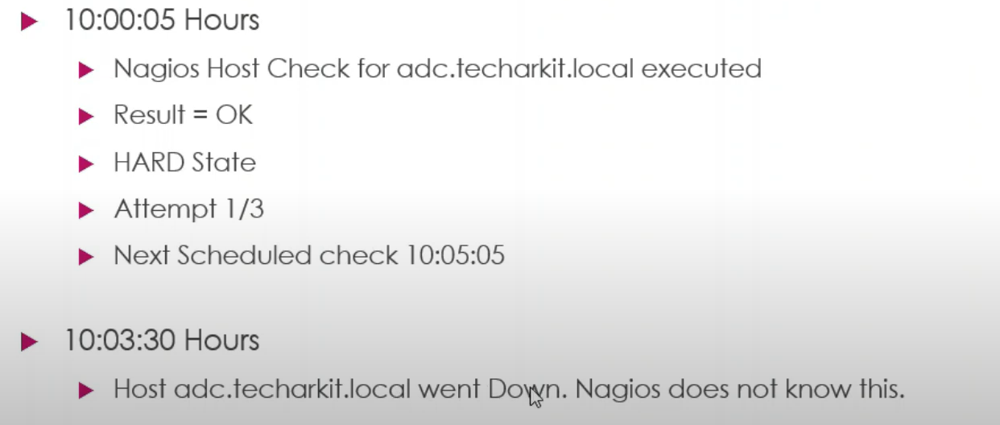 10:00:05 Hours
Nagios Host Check for adc.techarkit.local executed
Result = OK
HARD State
Attempt 1/3
Next Scheduled check 10:05:05
10:03:30 Hours
Host adc.techarkit.local went Down. Nagios does not know this.